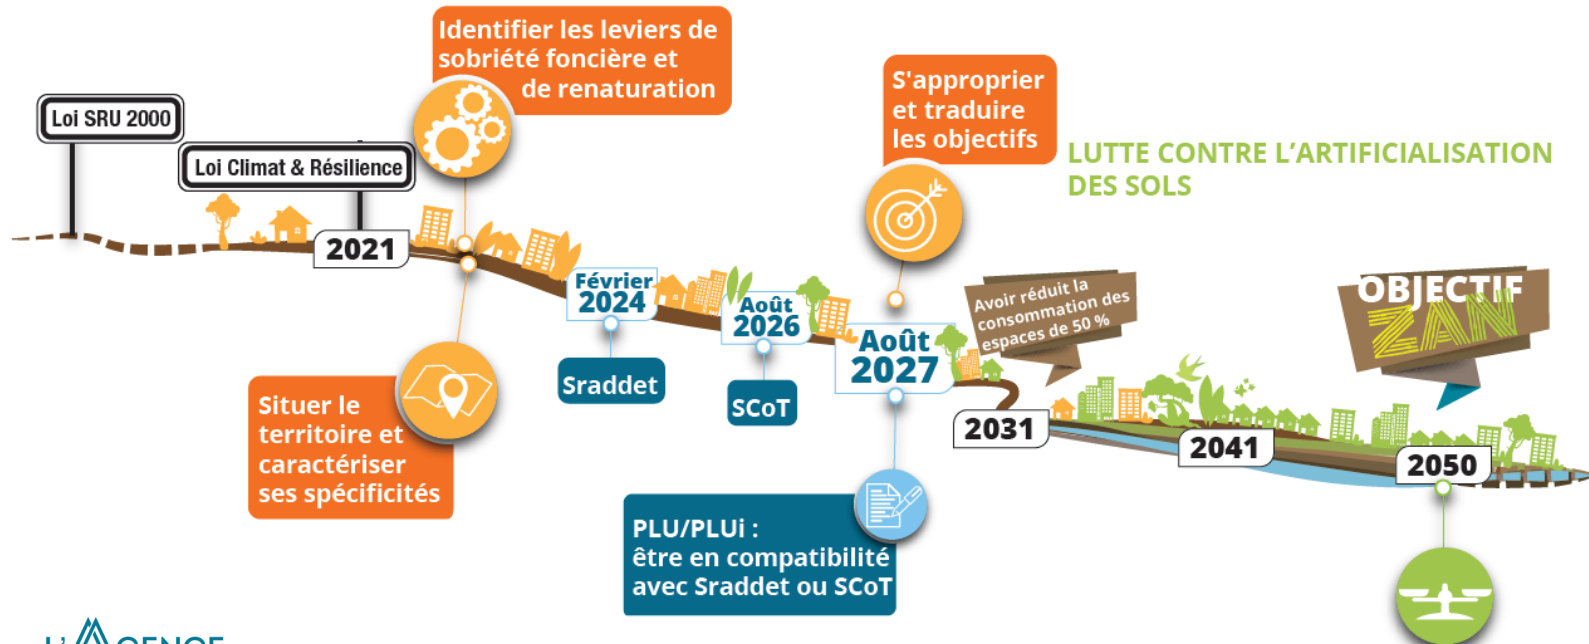 Identifier les leviers de
sobriété foncière et
de renaturation
Loi SRU 2000
Loi Climat & Résilience
S'approprier
et traduire
les objectifs
LUTTE CONTRE L'ARTIFICIALISATION
DES SOLS
2021
Février
2024
Août
2026
Août
2027
Avoir réduit la
consommation des
espaces de 50 %
OBJECTIF
ZAN
Sraddet
SCoT
2031
2041
2050
Situer le
territoire et
caractériser
ses spécificités
PLU/PLUi :
être en compatibilité
avec Sraddet ou SCoT